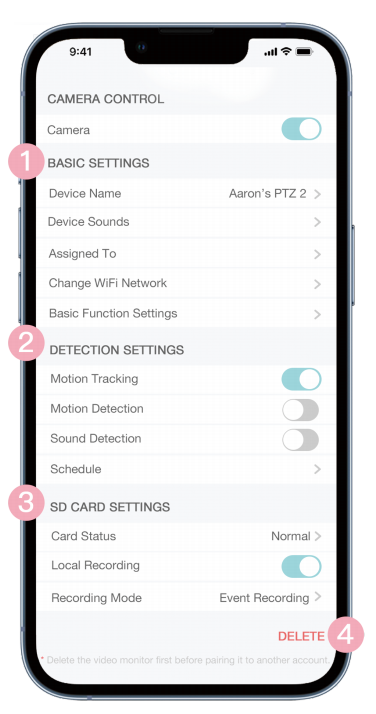 9:41
CAMERA CONTROL
Camera
1 BASIC SETTINGS
Device Name Aaron's PTZ 2 >
Device Sounds >
Assigned To >
Change WiFi Network >
Basic Function Settings >
2 DETECTION SETTINGS
Motion Tracking
Motion Detection
Sound Detection
Schedule >
3 SD CARD SETTINGS
Card Status Normal >
Local Recording
Recording Mode Event Recording >
DELETE 4
* Delete the video monitor first before pairing it to another account.